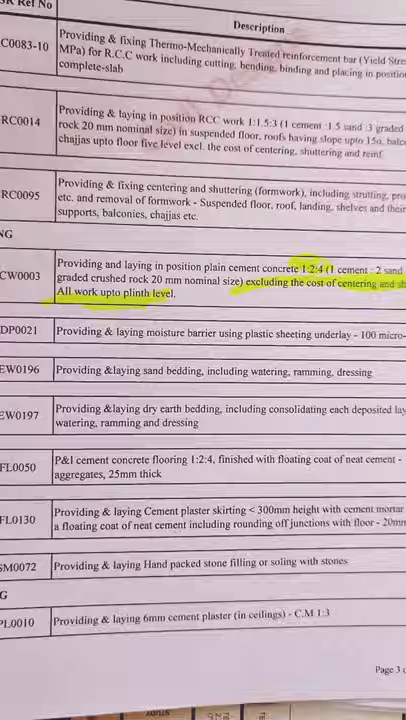 SR Ref No
Description
C0083-10
Providing & fixing Thermo-Mechanically Treated reinforcement bar (Yield Stre
MPa) for R.C.C work including cutting, bending, binding and placing in position
complete-slab
RC0014
Providing & laying in position RCC work 1:1.5:3 (1 cement :1.5 sand :3 graded
rock 20 mm nominal size) in suspended floor, roofs having slope upto 15o, balco
chajjas upto floor five level excl. the cost of centering, shuttering and reinf.
RC0095
Providing & fixing centering and shuttering (formwork), including strutting, pro
etc. and removal of formwork - Suspended floor, roof, landing, shelves and their
supports, balconies, chajjas etc.
NG
CW0003
Providing and laying in position plain cement concrete 1:2:4 (1 cement : 2 sand
graded crushed rock 20 mm nominal size) excluding the cost of centering and sh
All work upto plinth level.
DP0021
Providing & laying moisture barrier using plastic sheeting underlay - 100 micro-
EW0196
Providing &laying sand bedding, including watering, ramming, dressing
EW0197
Providing &laying dry earth bedding, including consolidating each deposited lay
watering, ramming and dressing
FL0050
P&l cement concrete flooring 1:2:4, finished with floating coat of neat cement -
aggregates, 25mm thick
FL0130
Providing & laying Cement plaster skirting < 300mm height with cement mortar
a floating coat of neat cement including rounding off junctions with floor - 20mm
SM0072
Providing & laying Hand packed stone filling or soling with stones
G
PL0010
Providing & laying 6mm cement plaster (in ceilings) - C.M 1:3
Page 3 o